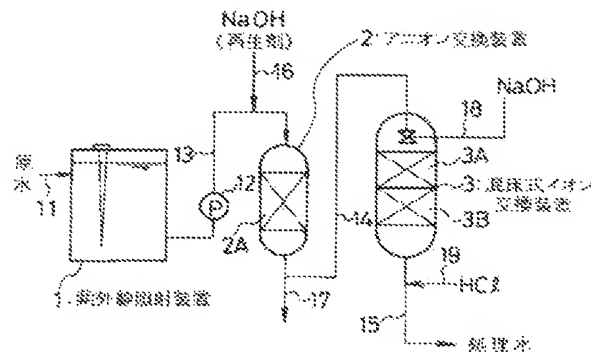 NaOH
(再生剤)
16
2 アニオン交換装置
NaOH
18
13
3A
原水
11
12
P
3 混床式イオン
交換装置
14
3B
2A
19
HCl
1 紫外線照射装置
17
15
処理水